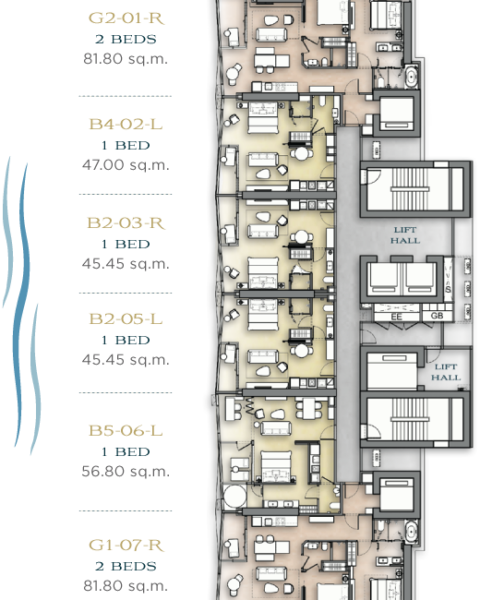 G2-01-R
2 BEDS
81.80 sq.m.
B4-02-L
1 BED
47.00 sq.m.
B2-03-R
1 BED
45.45 sq.m.
B2-05-L
1 BED
45.45 sq.m.
B5-06-L
1 BED
56.80 sq.m.
G1-07-R
2 BEDS
81.80 sq.m.
LIFT
HALL
EE
GB
LIFT
HALL